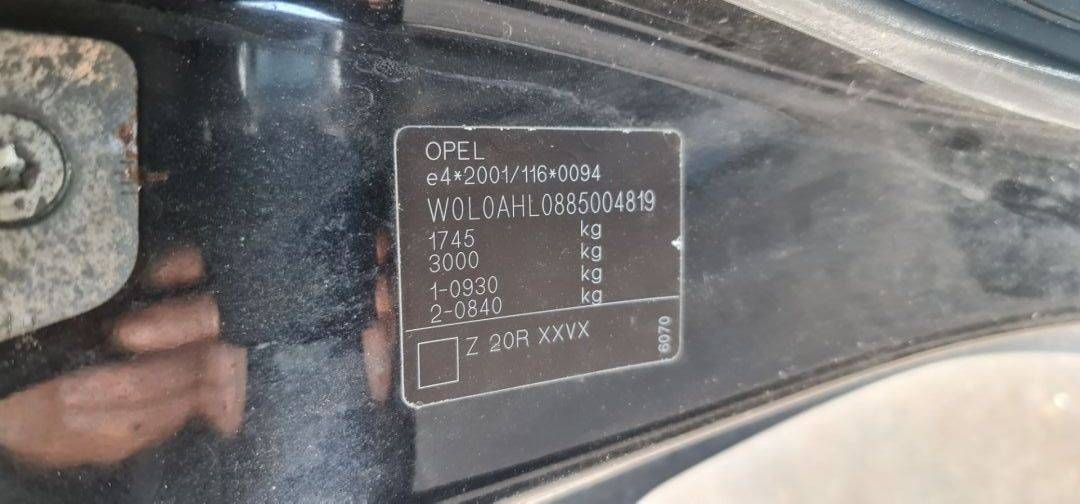 OPEL
e4*2001/116*0094
W0L0AHL0885004819
1745 kg
3000 kg
1-0930 kg
2-0840 kg
Z 20R XXVX
6070